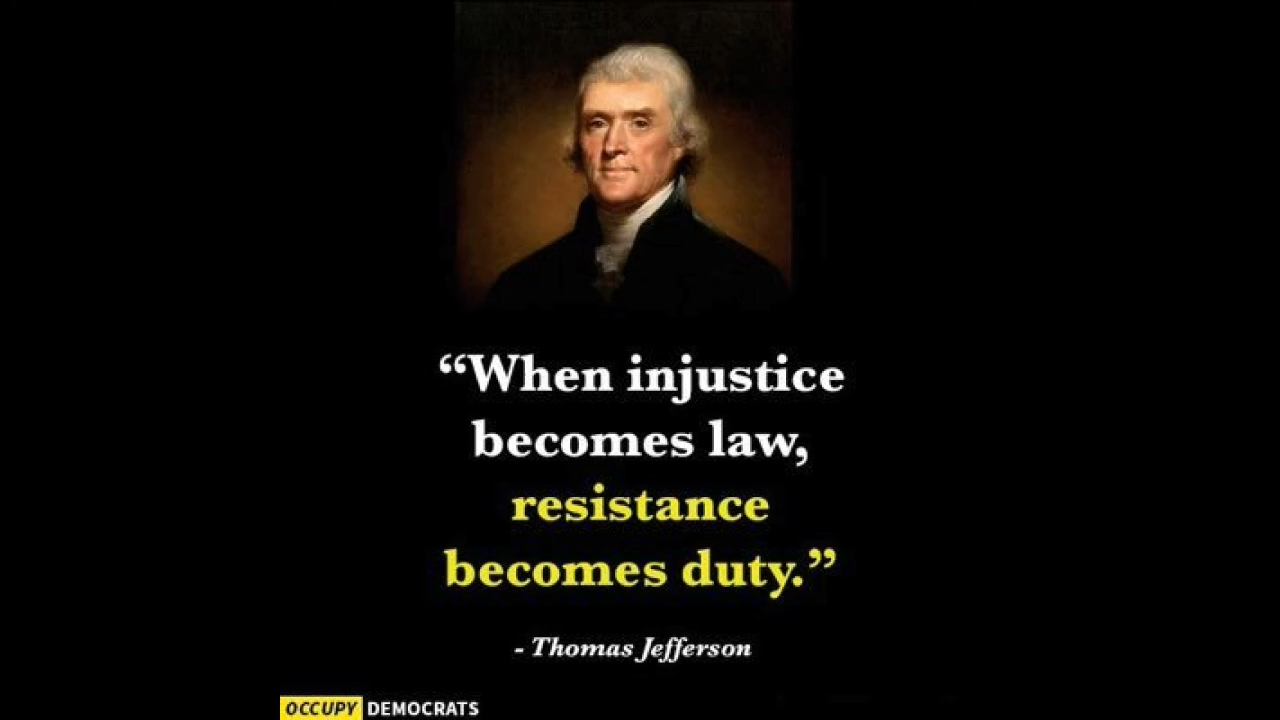 “When injustice
becomes law,
resistance
becomes duty.”
- Thomas Jefferson
OCCUPY DEMOCRATS